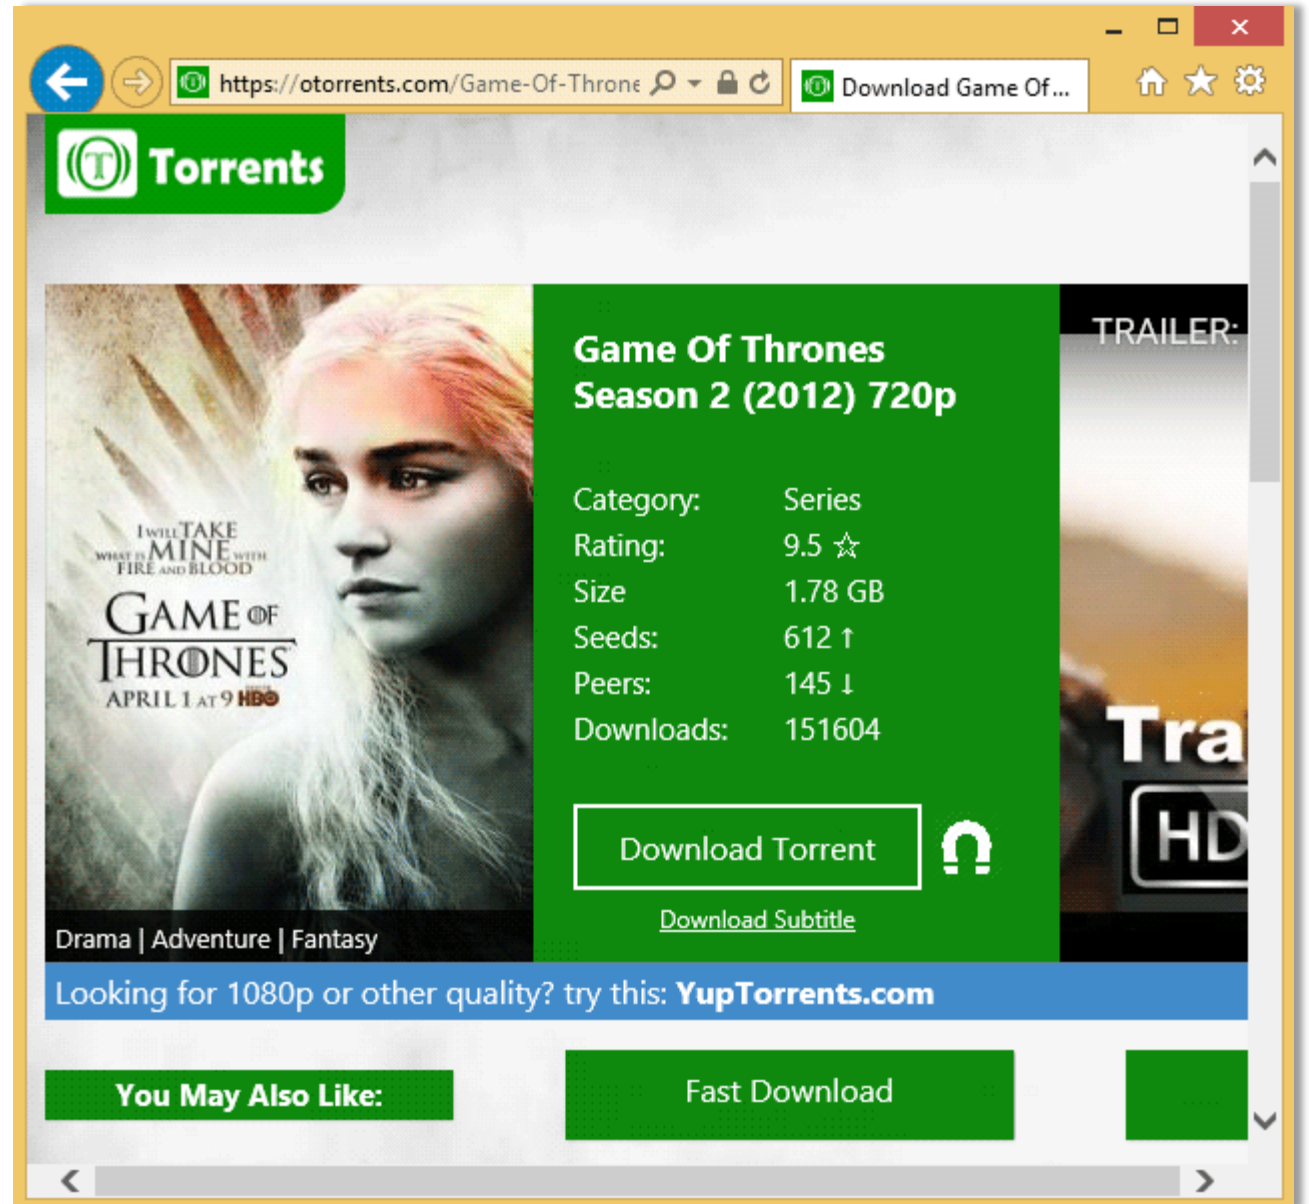 https://otorrents.com/Game-Of-Throne
Download Game Of...
(T) Torrents
I WILL TAKE
WHAT IS MINE WITH
FIRE AND BLOOD
GAME OF
THRONES
APRIL 1 AT 9 HBO
Drama | Adventure | Fantasy
Game Of Thrones
Season 2 (2012) 720p
Category: Series
Rating: 9.5 ☆
Size 1.78 GB
Seeds: 612 ↑
Peers: 145 ↓
Downloads: 151604
Download Torrent
Download Subtitle
TRAILER:
Tra
HD
Looking for 1080p or other quality? try this: YupTorrents.com
You May Also Like:
Fast Download